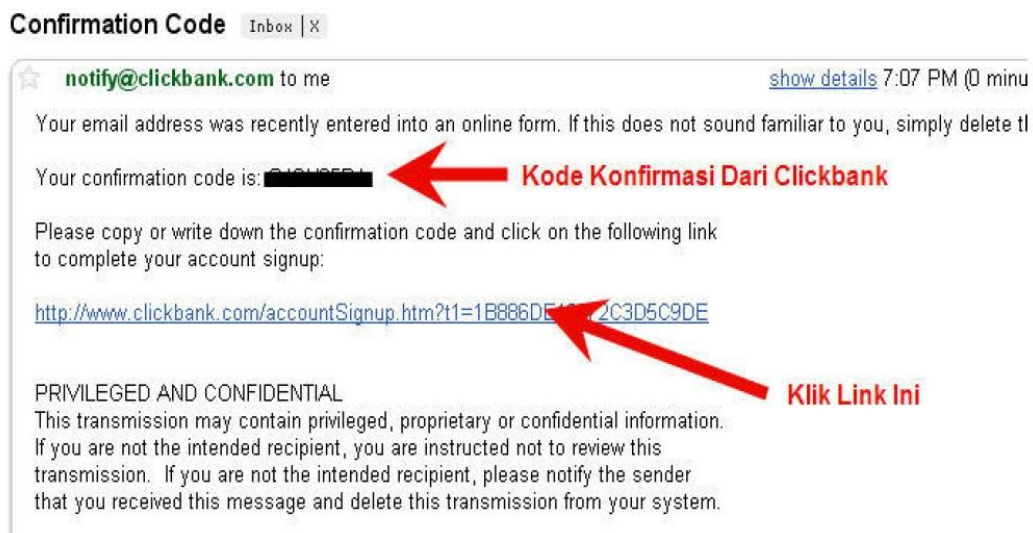 Confirmation Code Inbox | X
notify@clickbank.com to me show details 7:07 PM (0 minu
Your email address was recently entered into an online form. If this does not sound familiar to you, simply delete tl
Your confirmation code is: Kode Konfirmasi Dari Clickbank
Please copy or write down the confirmation code and click on the following link
to complete your account signup:
http://www.clickbank.com/accountSignup.htm?t1=1B886DE 2C3D5C9DE
Klik Link Ini
PRIVILEGED AND CONFIDENTIAL
This transmission may contain privileged, proprietary or confidential information.
If you are not the intended recipient, you are instructed not to review this
transmission. If you are not the intended recipient, please notify the sender
that you received this message and delete this transmission from your system.